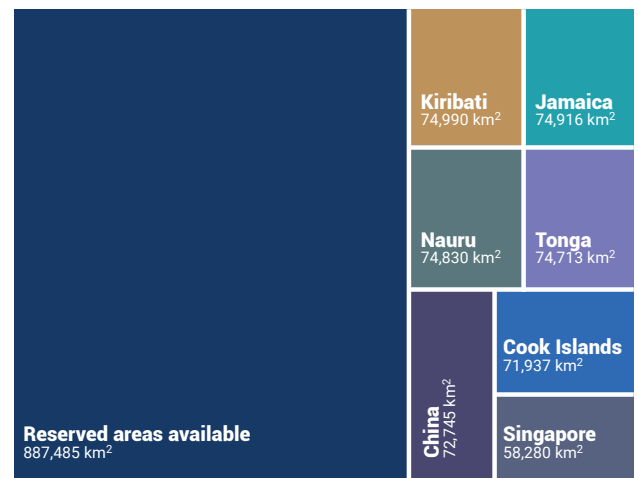 Kiribati
74,990 km²
Jamaica
74,916 km²
Nauru
74,830 km²
Tonga
74,713 km²
Cook Islands
71,937 km²
China
72,745 km²
Reserved areas available
887,485 km²
Singapore
58,280 km²